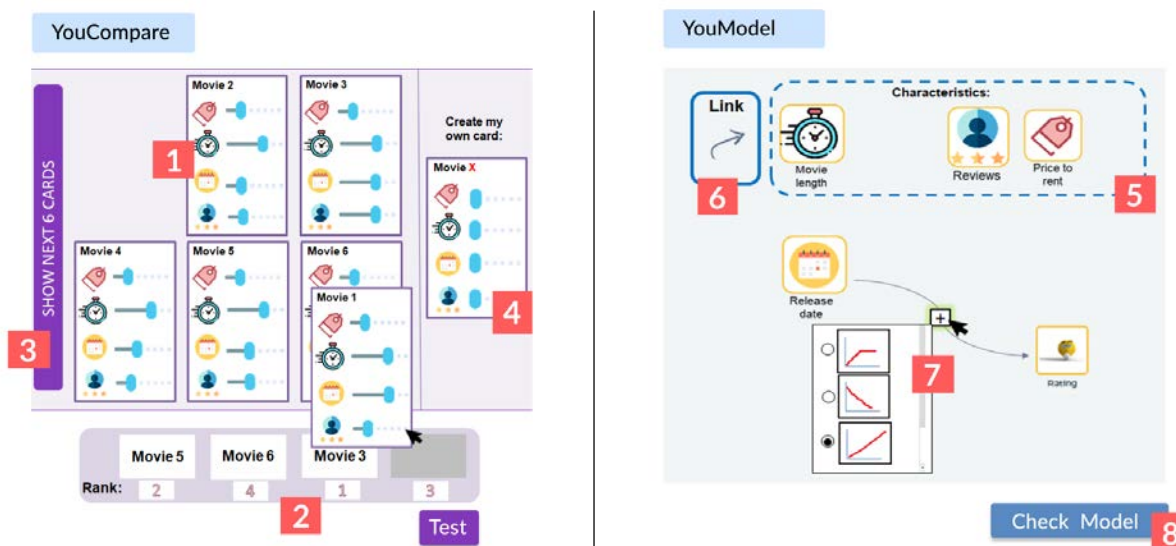 YouCompare
SHOW NEXT 6 CARDS
Movie 2
Movie 3
1
Create my
own card:
Movie X
Movie 4
Movie 5
Movie 6
Movie 1
3
4
Movie 5
Movie 6
Movie 3
Rank:
2
4
1
3
2
Test
YouModel
Link
6
Characteristics:
Movie
length
Reviews
Price to
rent
5
Release
date
+
7
Rating
Check Model
8